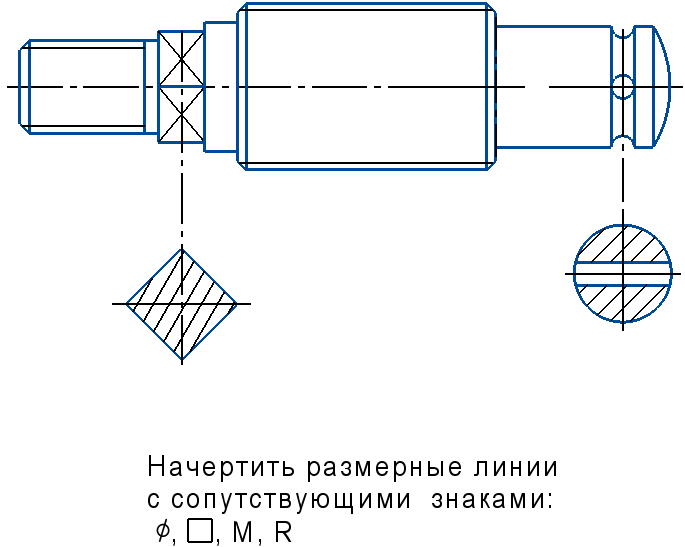 Начертить размерные линии
с сопутствующими знаками:
⌀, □, М, R